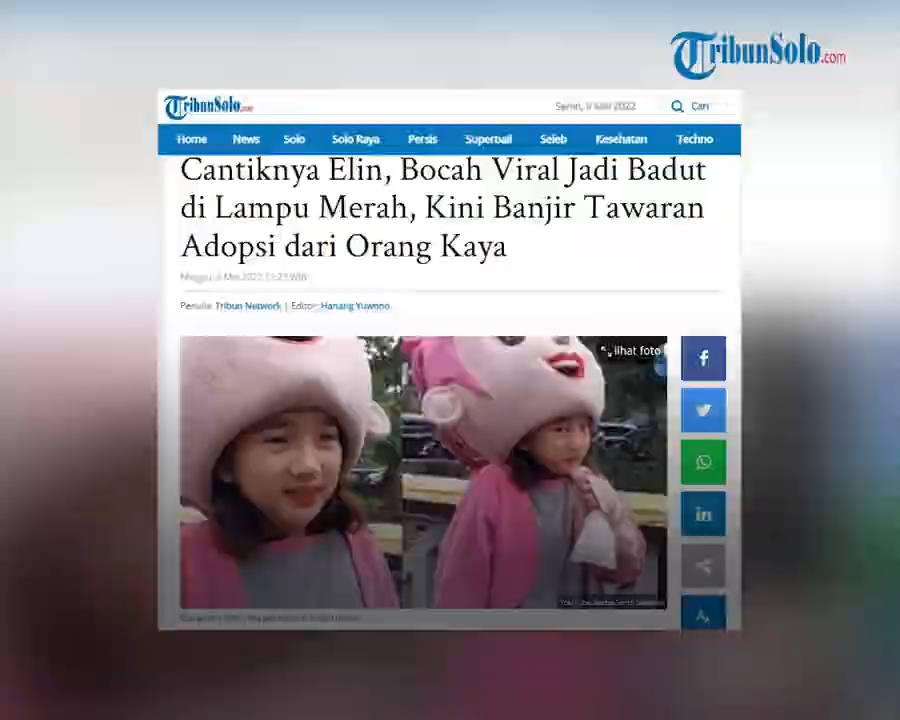 TribunSolo.com
TribunSolo.com
Senin, 9 Mei 2022
Cari
Home News Solo Solo Raya Persis Superball Seleb Kesehatan Techno
Cantiknya Elin, Bocah Viral Jadi Badut
di Lampu Merah, Kini Banjir Tawaran
Adopsi dari Orang Kaya
Penulis: Tribun Network | Editor: Hanang Yuwono
lihat foto